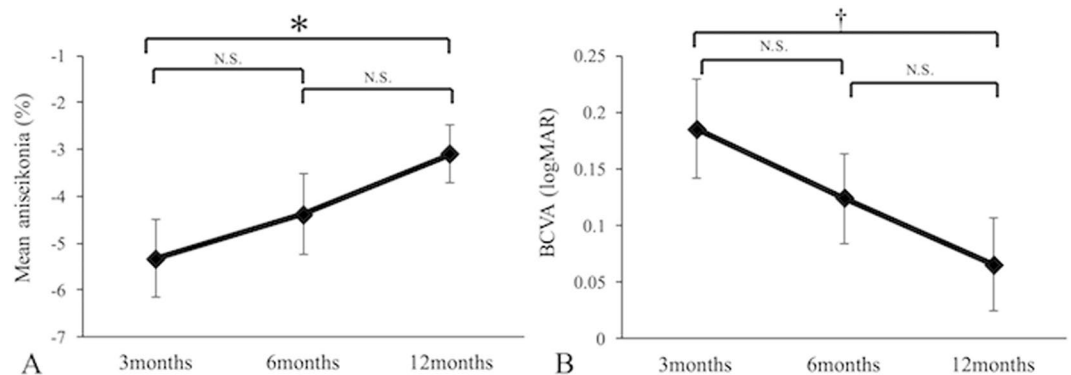 *
N.S.
N.S.
-1
-2
-3
-4
-5
-6
-7
Mean aniscikonia (%)
3months
6months
12months
A
†
N.S.
N.S.
0.25
0.2
0.15
0.1
0.05
0
BCVA (logMAR)
3months
6months
12months
B